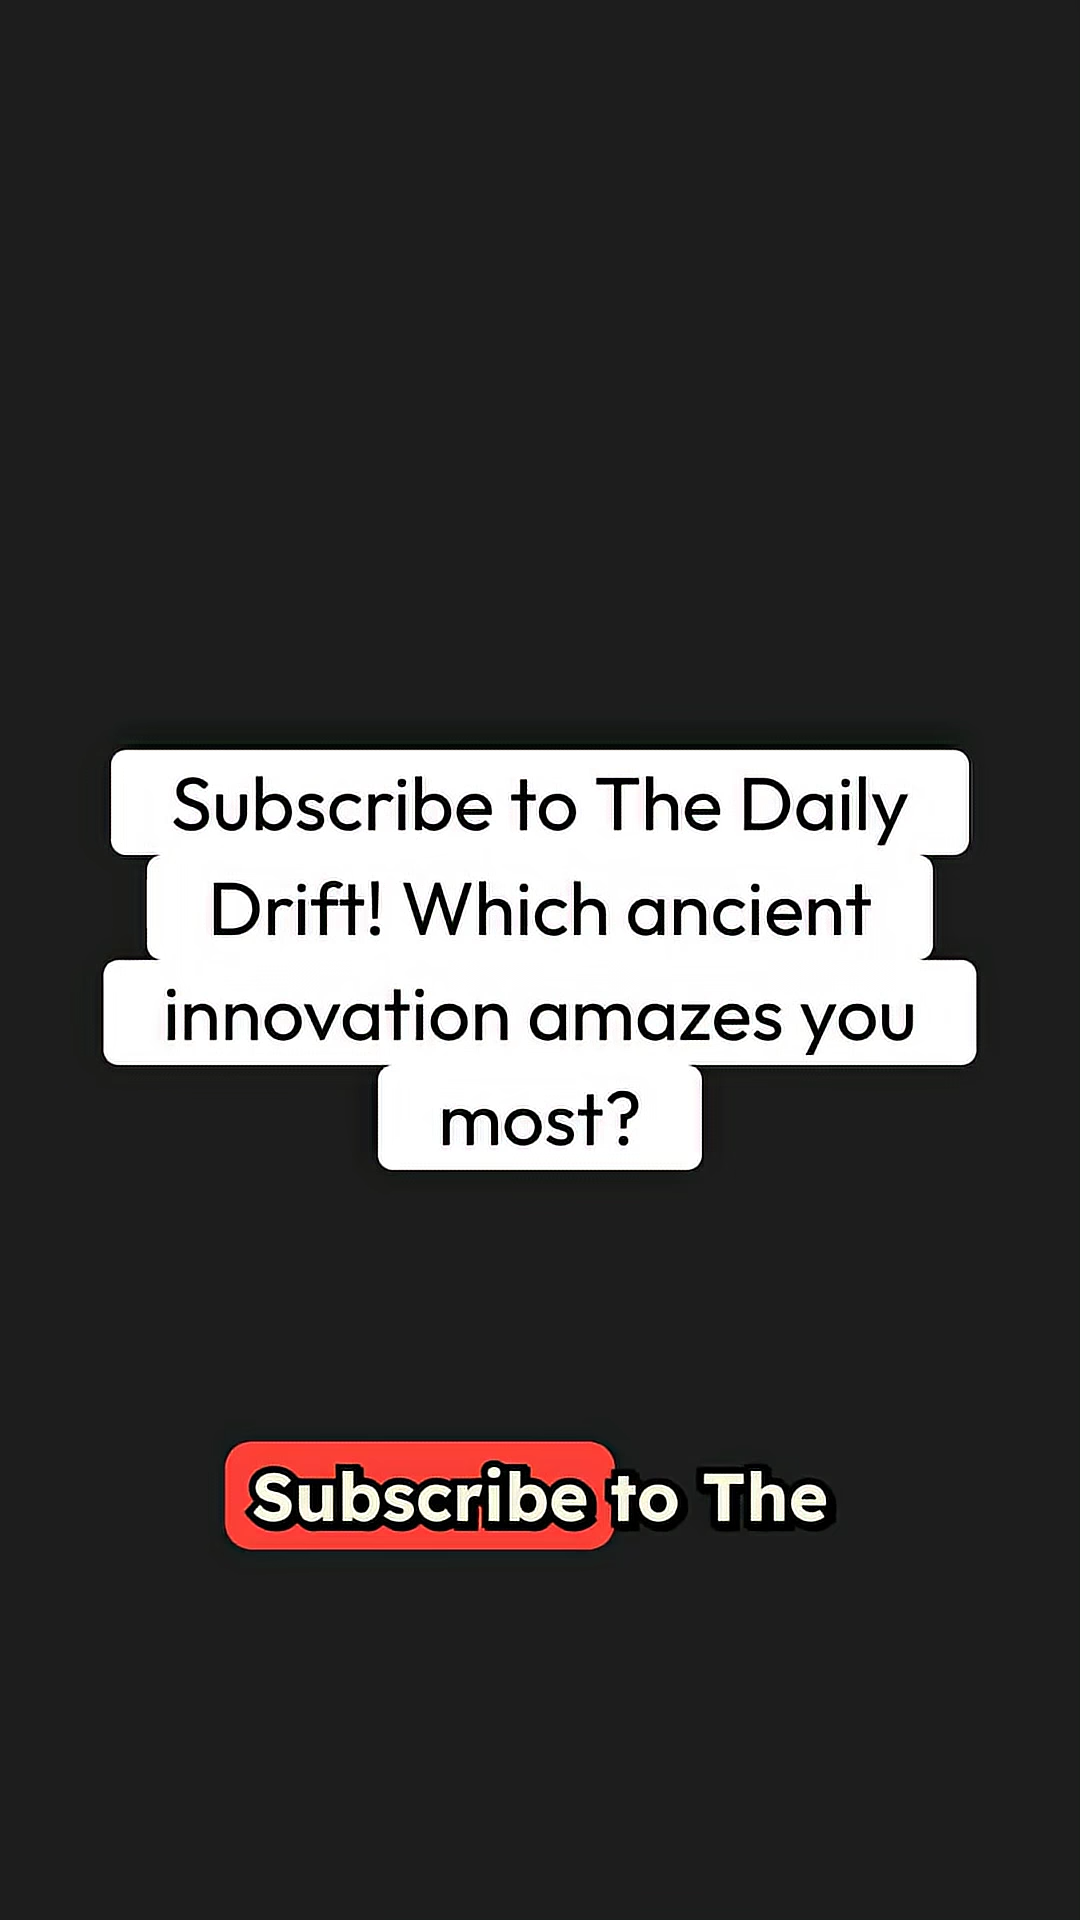 Subscribe to The Daily
Drift! Which ancient
innovation amazes you
most?
Subscribe to The